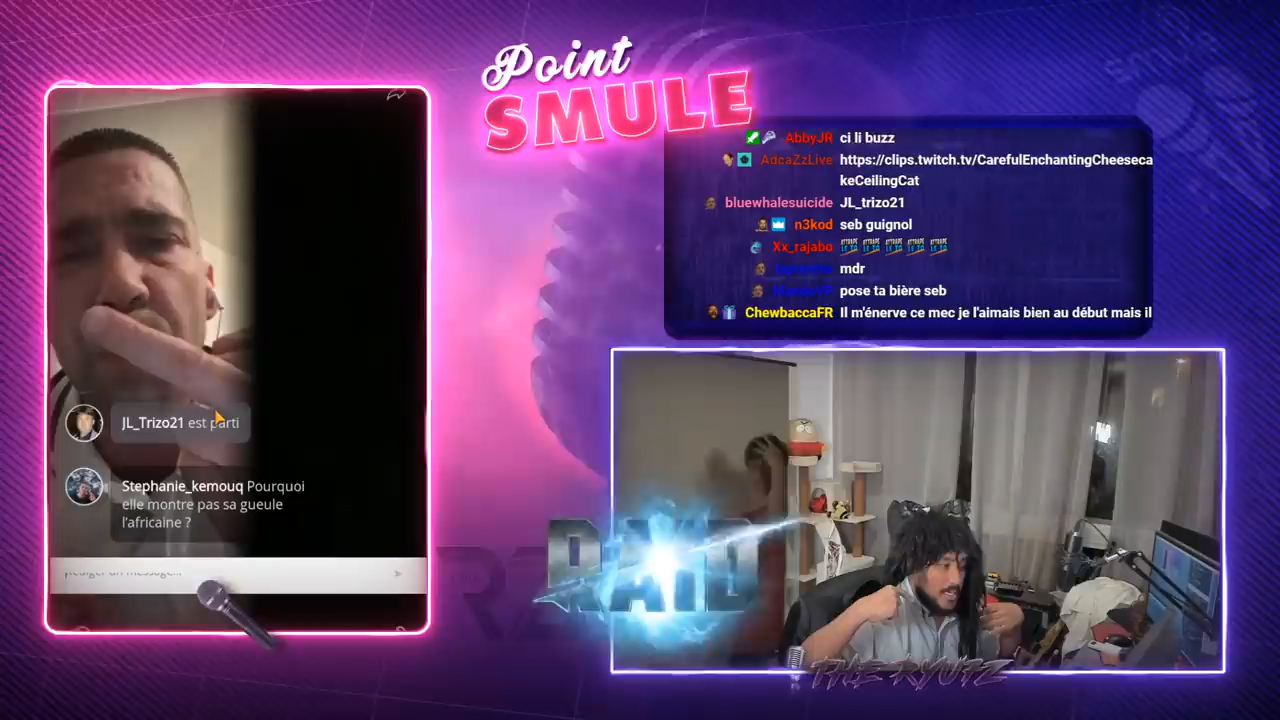 Point
SMULE
AbbyJR ci li buzz
AdcaZzLive https://clips.twitch.tv/CarefulEnchantingCheeseca
keCeilingCat
bluewhalesuicide JL_trizo21
n3kod seb guignol
Xx_rajabo
mdr
pose ta bière seb
ChewbaccaFR Il m'énerve ce mec je l'aimais bien au début mais il
JL_Trizo21 est parti
Stephanie_kemouq Pourquoi
elle montre pas sa gueule
l'africaine ?
RAID
THE RYUTZ